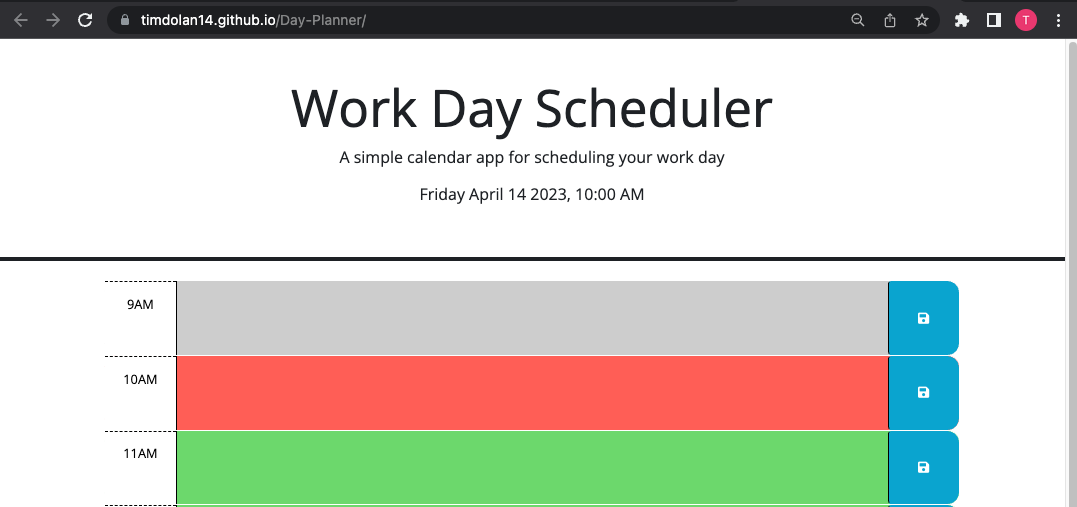 timdolan14.github.io/Day-Planner/
T
Work Day Scheduler
A simple calendar app for scheduling your work day
Friday April 14 2023, 10:00 AM
9AM
10AM
11AM